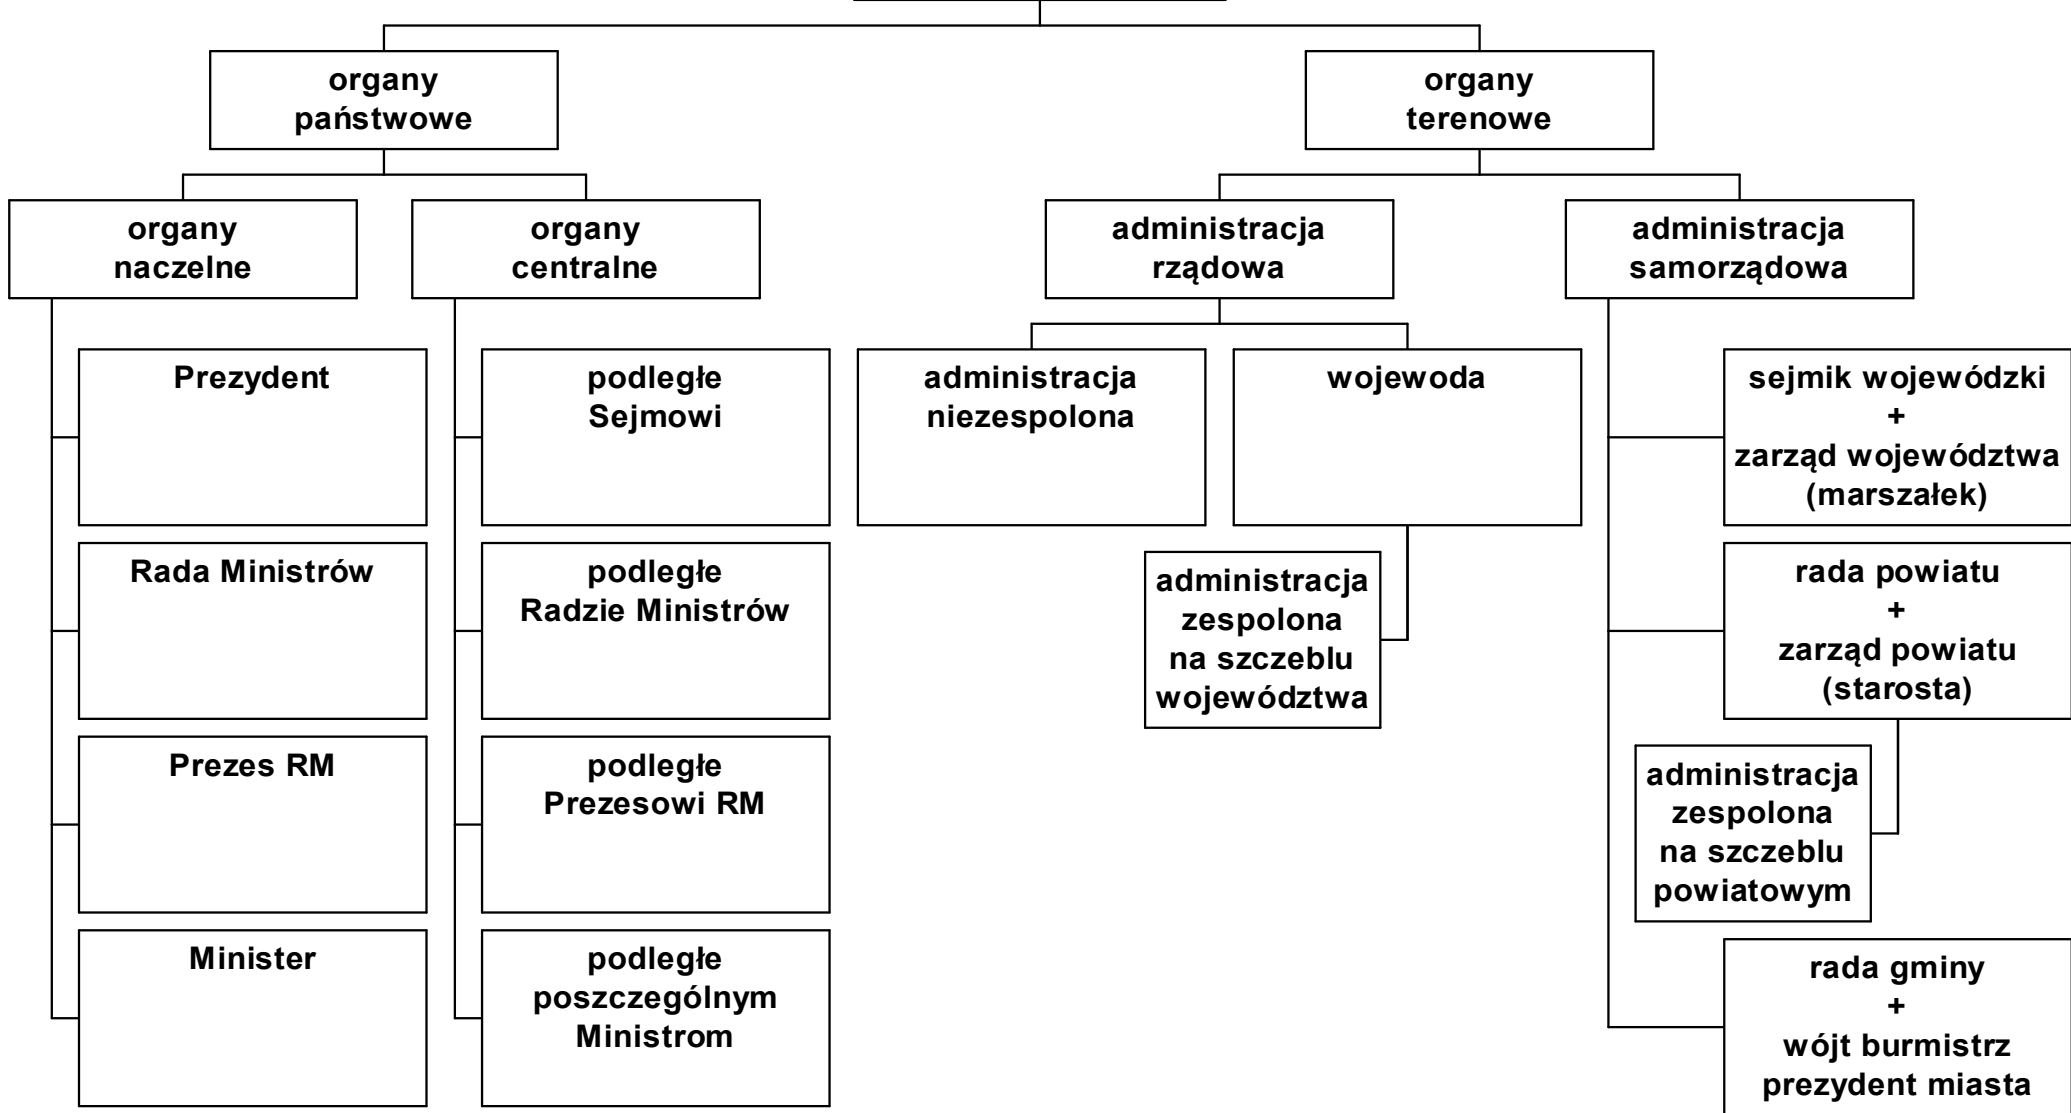 organy
państwowe
organy
terenowe
organy
naczelne
organy
centralne
administracja
rządowa
administracja
samorządowa
Prezydent
podległe
Sejmowi
administracja
niezespolona
wojewoda
sejmik wojewódzki
+
zarząd województwa
(marszałek)
Rada Ministrów
podległe
Radzie Ministrów
administracja
zespolona
na szczeblu
województwa
rada powiatu
+
zarząd powiatu
(starosta)
Prezes RM
podległe
Prezesowi RM
administracja
zespolona
na szczeblu
powiatowym
Minister
podległe
poszczególnym
Ministrom
rada gminy
+
wójt burmistrz
prezydent miasta